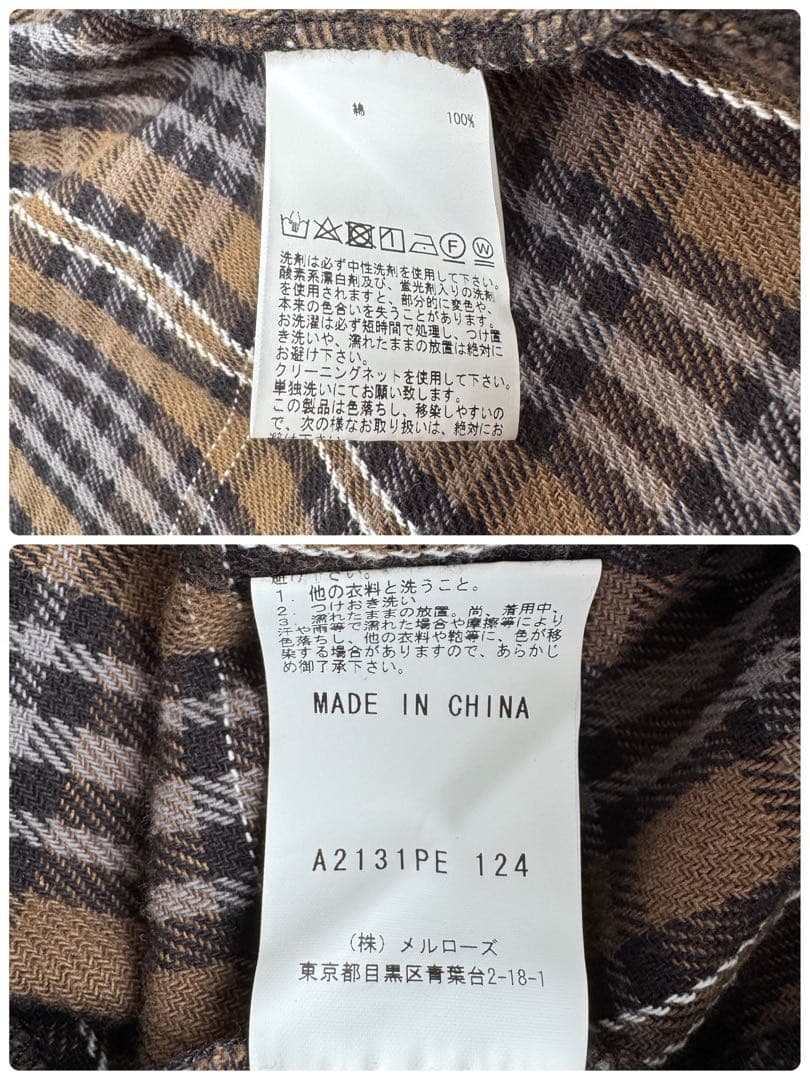 綿 100%
F W
洗剤は必ず中性洗剤を使用して下さい。
酸素系漂白剤及び、蛍光剤入りの洗剤
を使用されますと、部分的に変色や、
本来の色合いを失うことがあります。
お洗濯は必ず短時間で処理し、つけ置
き洗いや、濡れたままの放置は絶対に
お避け下さい。
クリーニングネットを使用して下さい。
単独洗いにてお願い致します。
この製品は色落ちし、移染しやすいの
で、次の様なお取り扱いは、絶対にお
避け下さい。
避け下さい。
1．他の衣料と洗うこと。
2．つけおき洗い
3．濡れたままの放置。尚、着用中、
汗や雨等で濡れた場合や摩擦等により
色落ちし、他の衣料や鞄等に、色が移
染する場合がありますので、あらかじ
め御了承下さい。
MADE IN CHINA
A2131PE 124
(株) メルローズ
東京都目黒区青葉台2-18-1